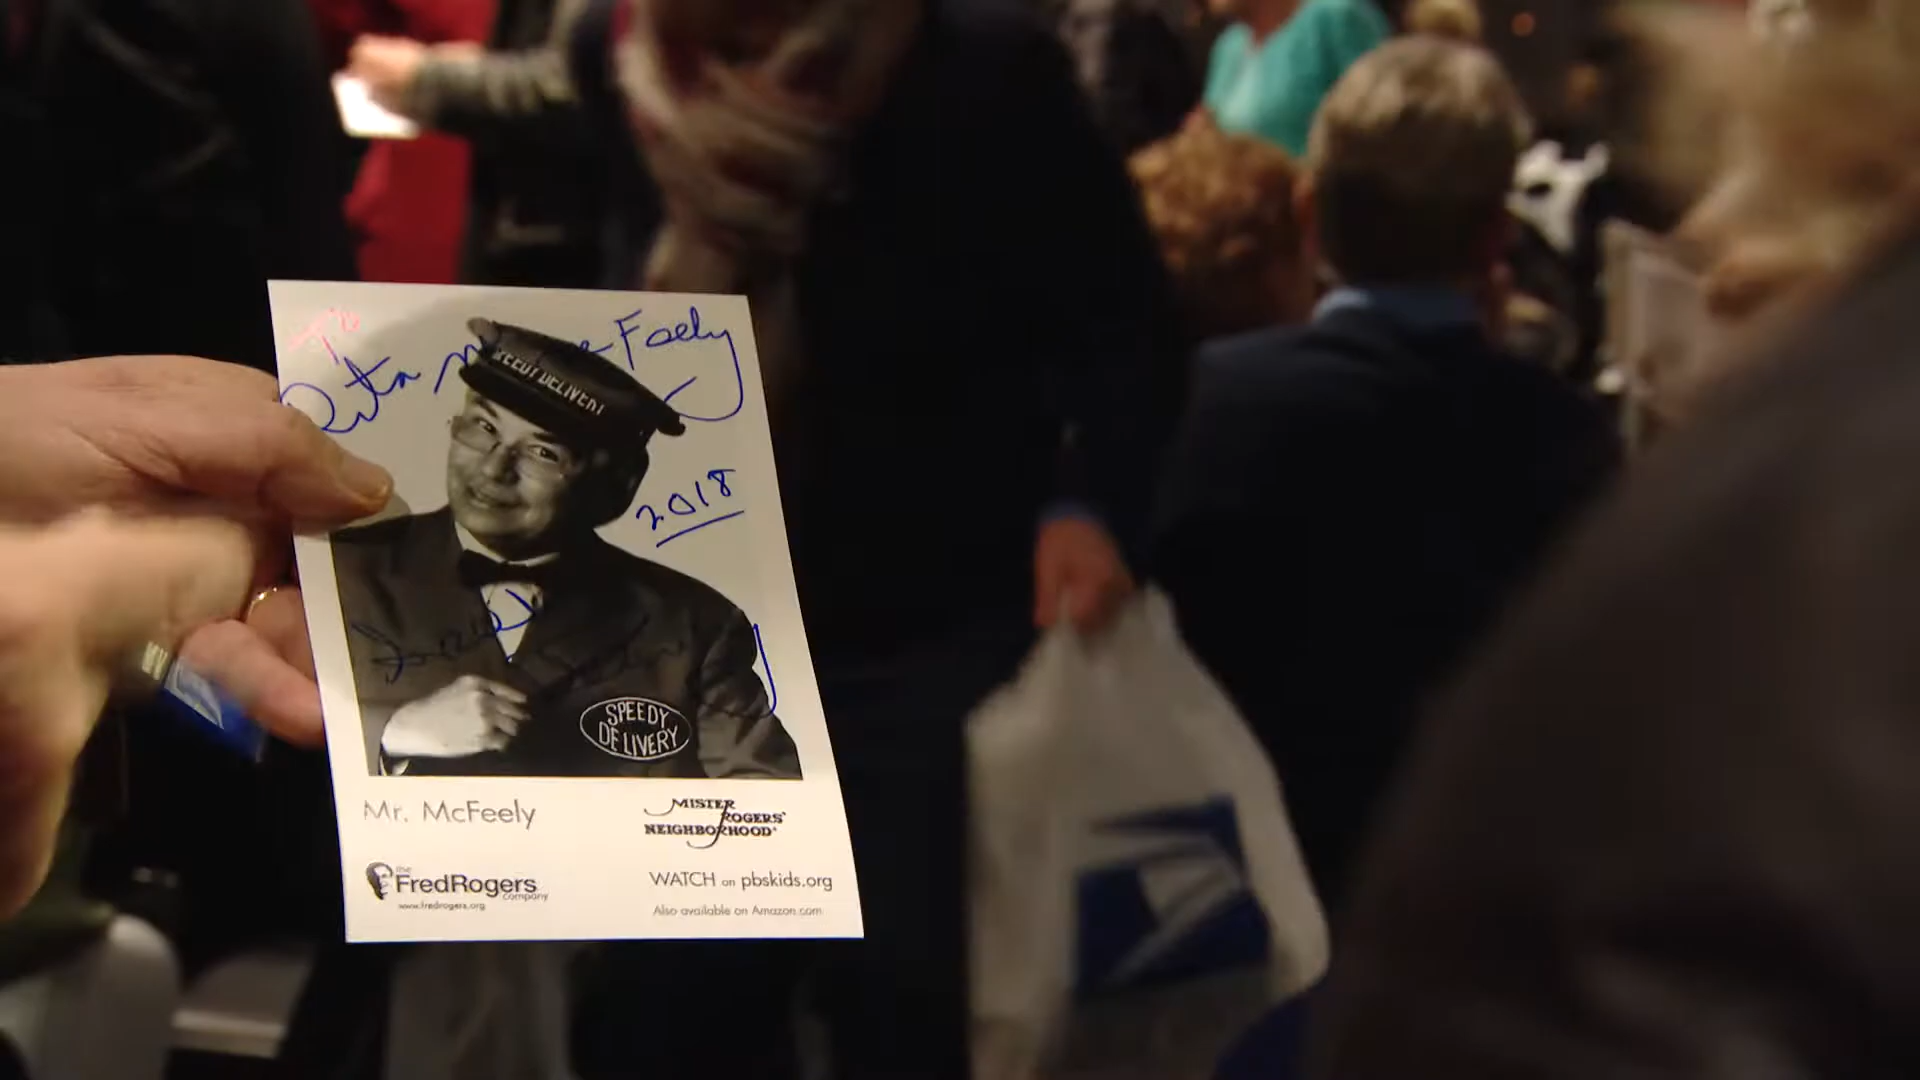 To
Rita
Feely
SPEEDY DELIVERY
2018
SPEEDY
DELIVERY
Mr. McFeely
MISTER
ROGERS'
NEIGHBORHOOD
the
FredRogers
company
www.fredrogers.org
WATCH on pbskids.org
Also available on Amazon.com